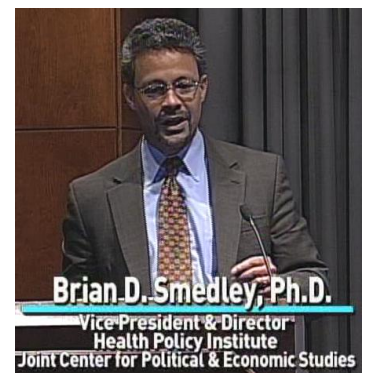 Brian D. Smedley, Ph.D.
Vice President & Director
Health Policy Institute
Joint Center for Political & Economic Studies